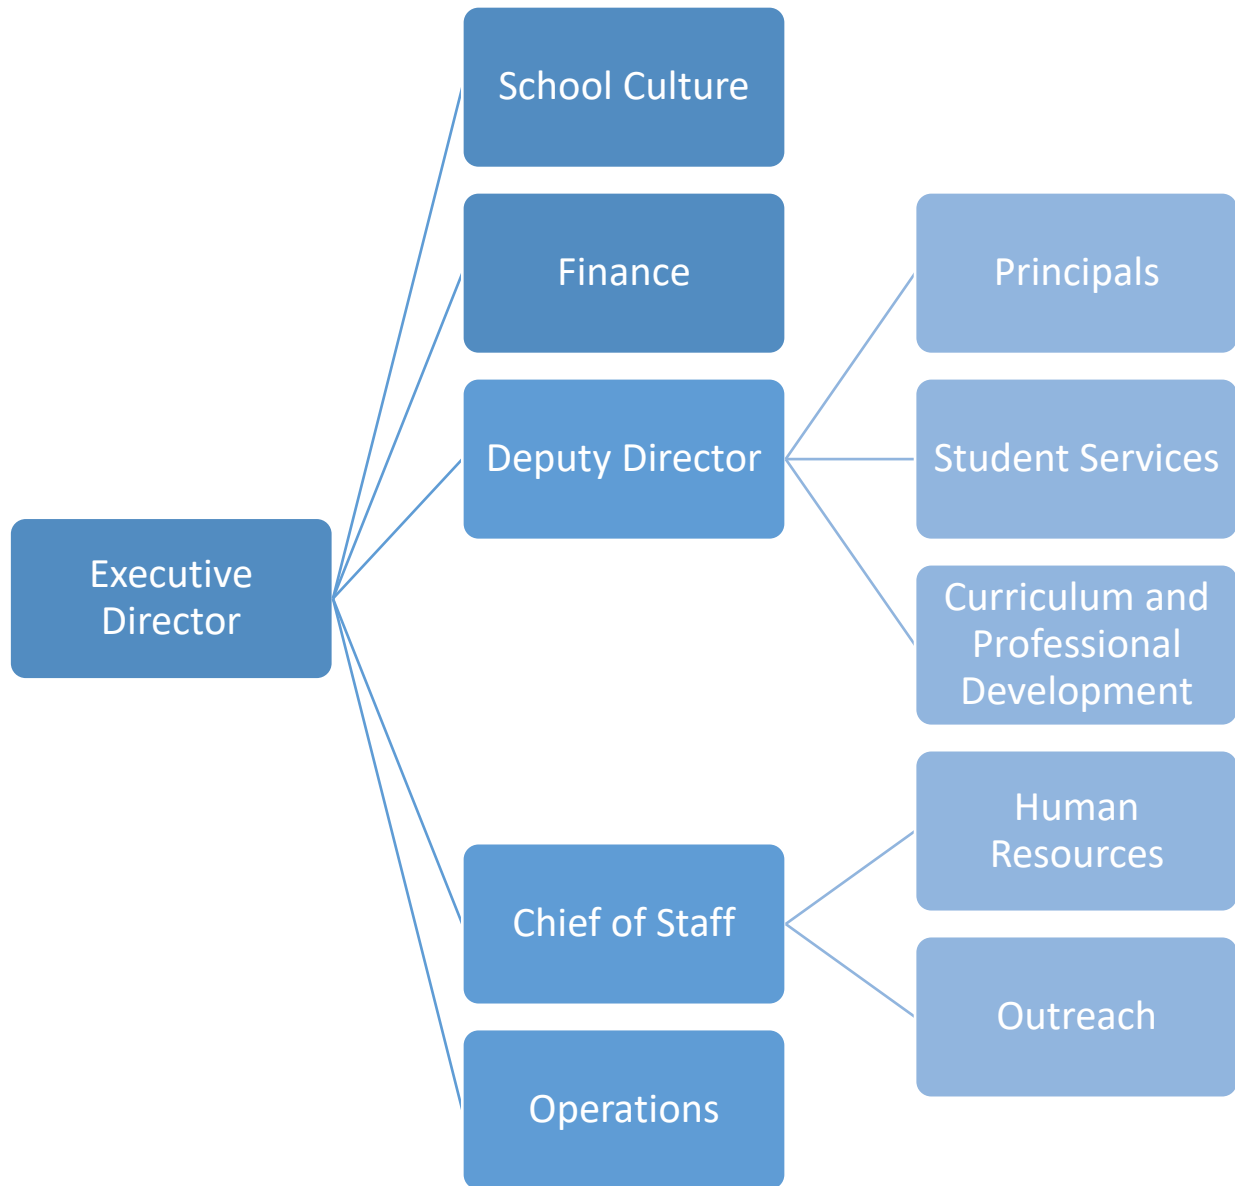 School Culture
Finance
Principals
Deputy Director
Student Services
Executive
Director
Curriculum and
Professional
Development
Human
Resources
Chief of Staff
Outreach
Operations